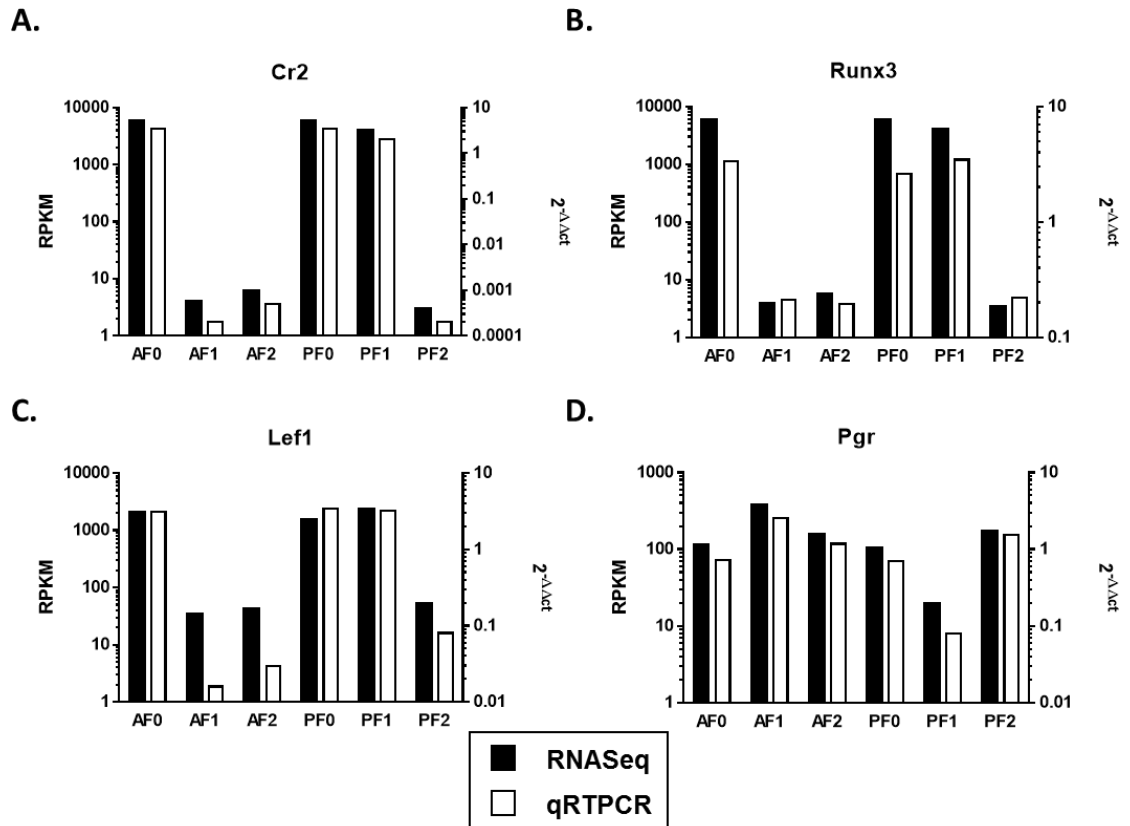 A.
B.
Cr2
Runx3
10000
1000
100
10
1
RPKM
10
1
0.1
0.01
0.001
0.0001
2^-ΔΔct
AF0 AF1 AF2 PF0 PF1 PF2
10000
1000
100
10
1
RPKM
10
1
0.1
2^-ΔΔct
AF0 AF1 AF2 PF0 PF1 PF2
C.
D.
Lef1
Pgr
10000
1000
100
10
1
RPKM
10
1
0.1
0.01
2^-ΔΔct
AF0 AF1 AF2 PF0 PF1 PF2
1000
100
10
1
RPKM
10
1
0.1
0.01
2^-ΔΔct
AF0 AF1 AF2 PF0 PF1 PF2
RNASeq
qRTPCR